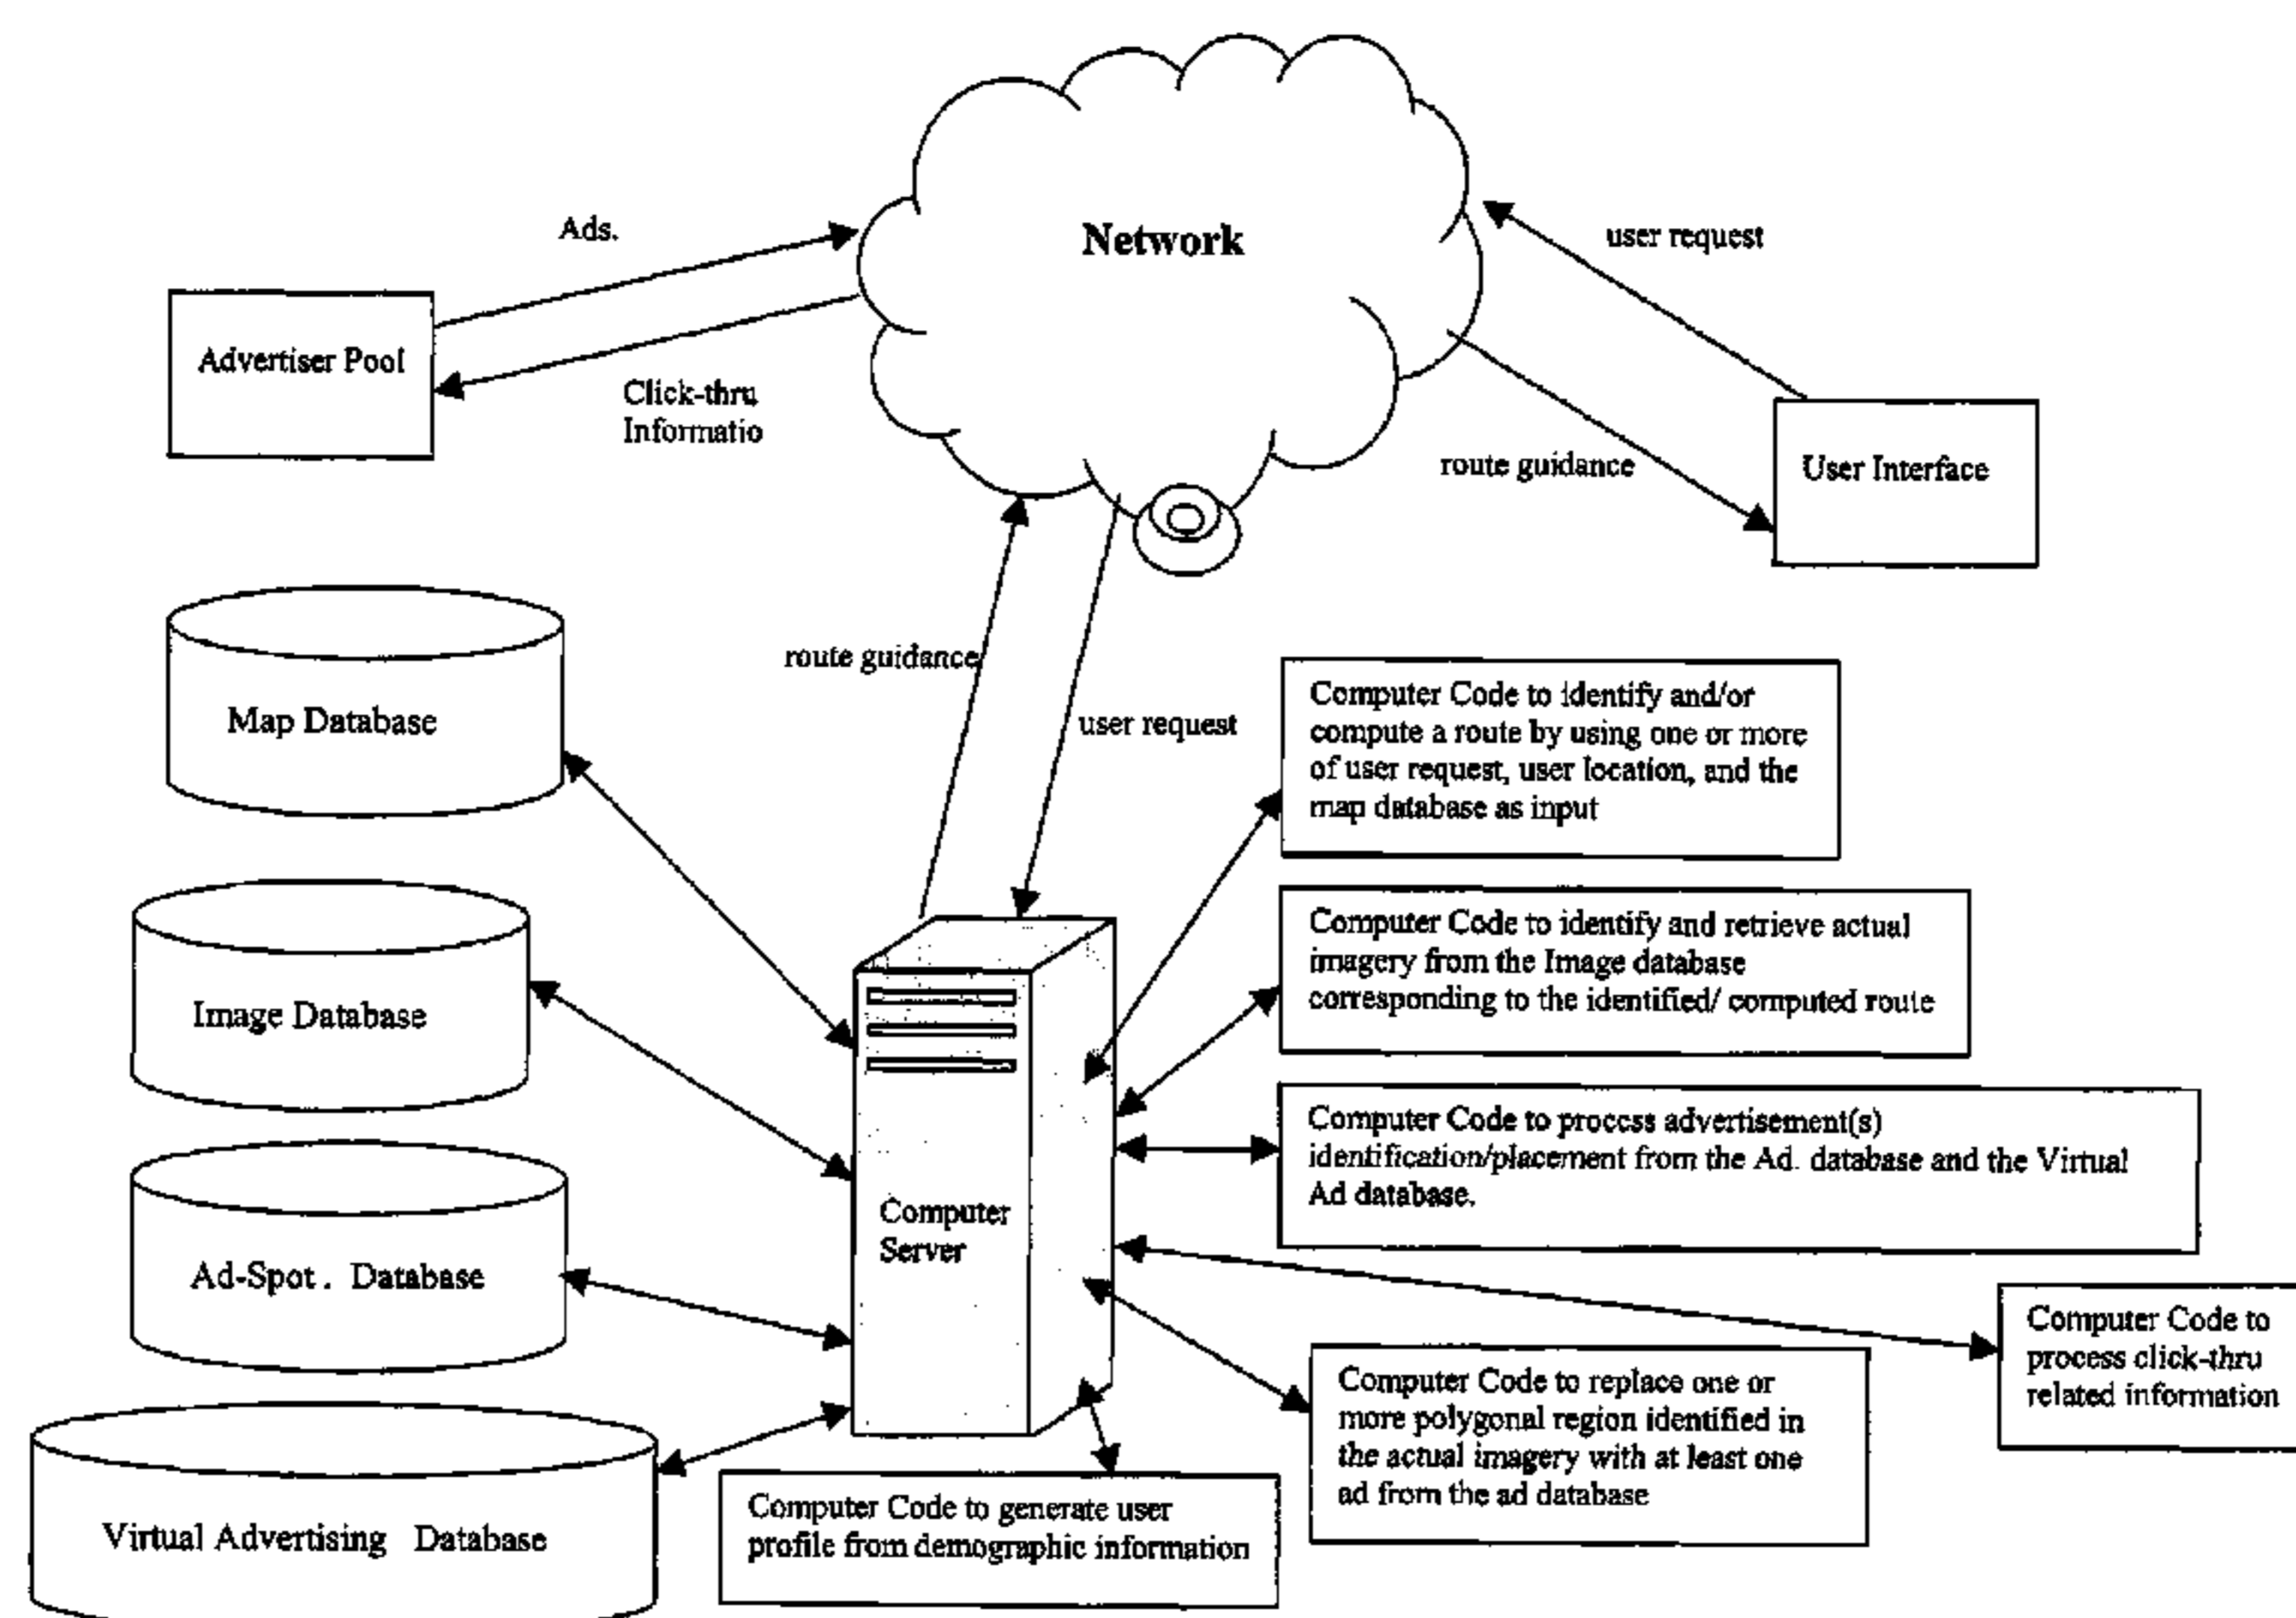 Network
Ads.
user request
Advertiser Pool
Click-thru
Informatio
route guidance
User Interface
Map Database
route guidance
user request
Computer Code to identify and/or
compute a route by using one or more
of user request, user location, and the
map database as input
Image Database
Computer Code to identify and retrieve actual
imagery from the Image database
corresponding to the identified/ computed route
Computer Code to process advertisement(s)
identification/placement from the Ad. database and the Virtual
Ad database.
Computer
Server
Ad-Spot . Database
Computer Code to
process click-thru
related information
Computer Code to replace one or
more polygonal region identified in
the actual imagery with at least one
ad from the ad database
Virtual Advertising Database
Computer Code to generate user
profile from demographic information